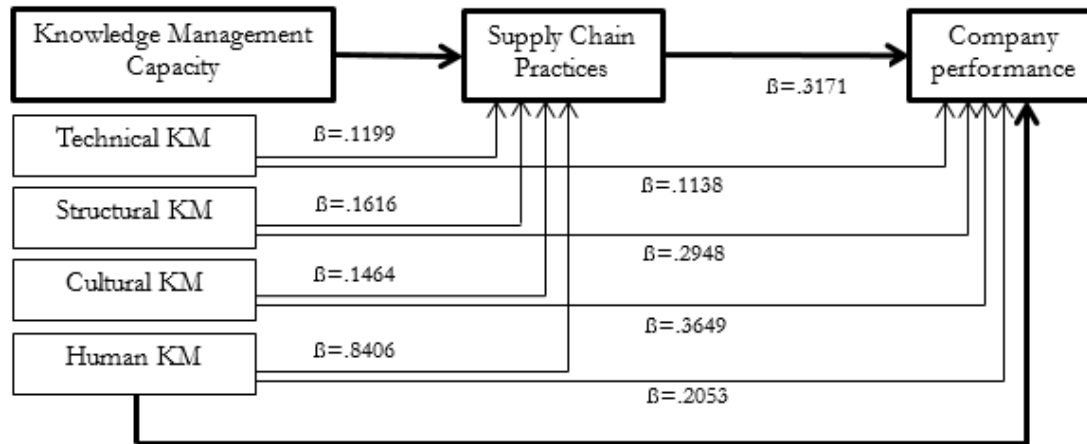 Knowledge Management
Capacity
Supply Chain
Practices
Company
performance
ß=.3171
Technical KM
ß=.1199
ß=.1138
Structural KM
ß=.1616
ß=.2948
Cultural KM
ß=.1464
ß=.3649
Human KM
ß=.8406
ß=.2053